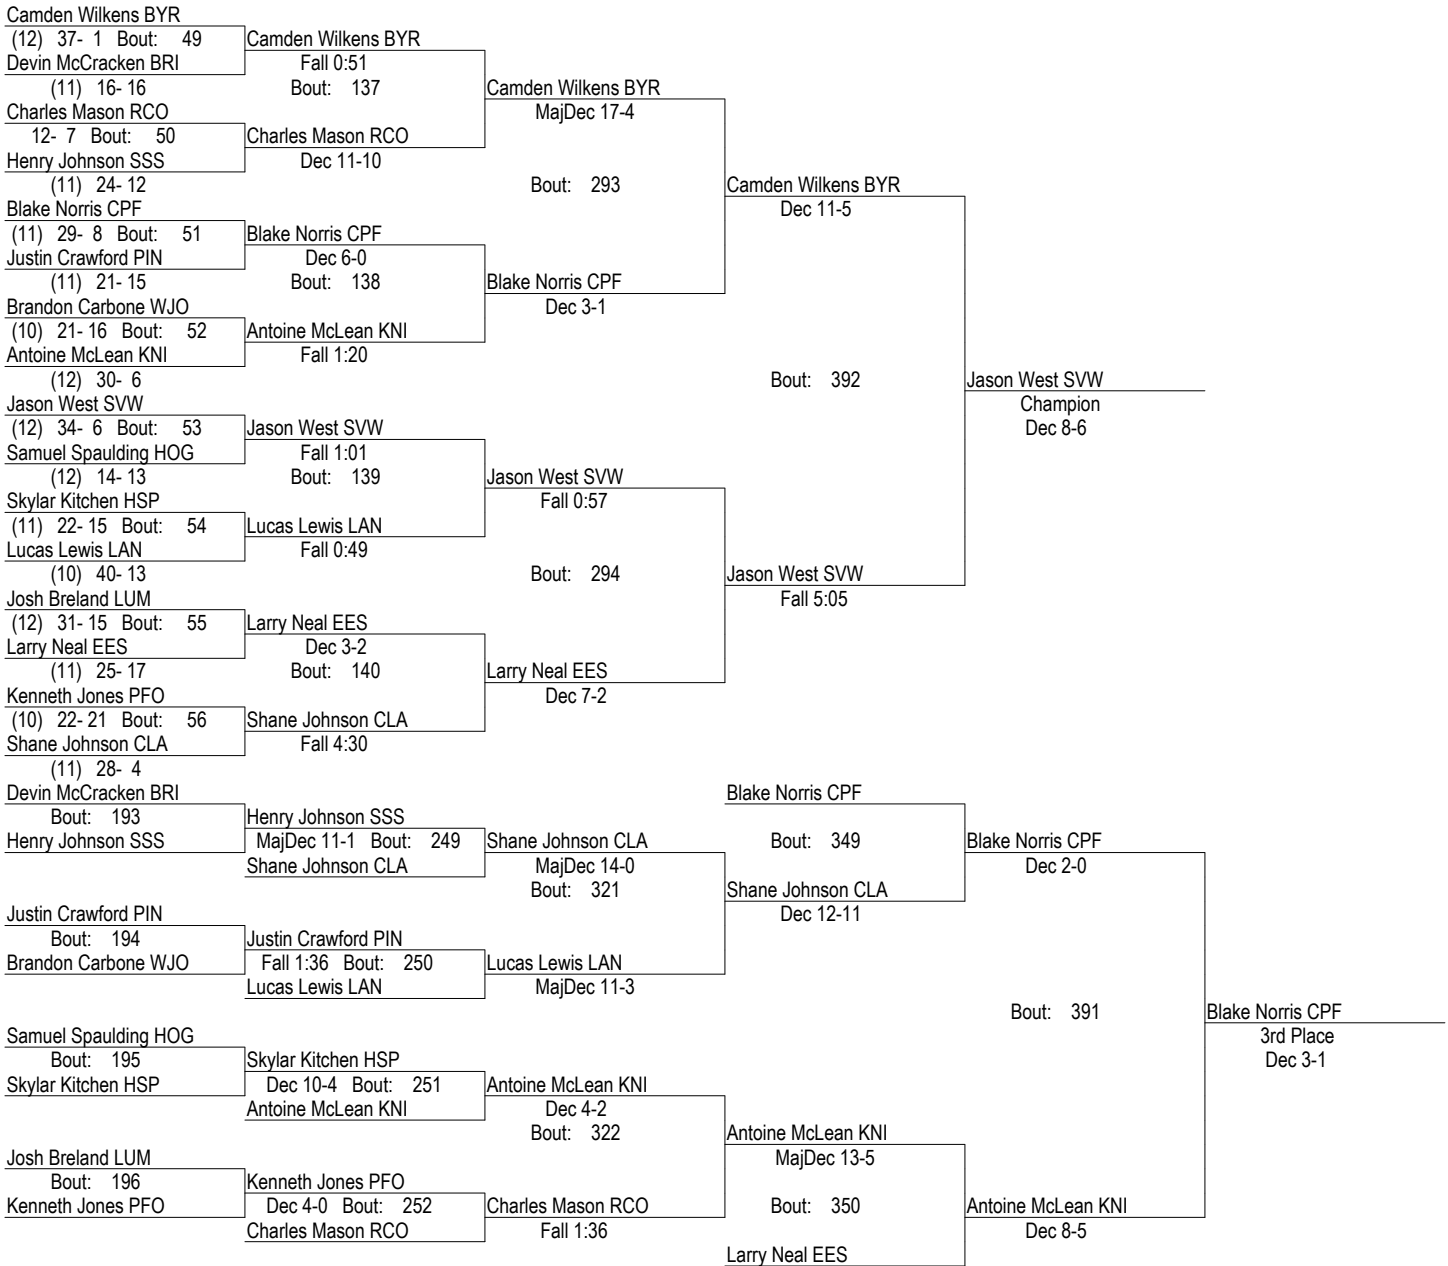 Camden Wilkens BYR
(12) 37- 1 Bout: 49 Camden Wilkens BYR
Devin McCracken BRI Fall 0:51
(11) 16- 16 Bout: 137 Camden Wilkens BYR
Charles Mason RCO MajDec 17-4
12- 7 Bout: 50 Charles Mason RCO
Henry Johnson SSS Dec 11-10
(11) 24- 12 Bout: 293 Camden Wilkens BYR
Blake Norris CPF Dec 11-5
(11) 29- 8 Bout: 51 Blake Norris CPF
Justin Crawford PIN Dec 6-0
(11) 21- 15 Bout: 138 Blake Norris CPF
Brandon Carbone WJO Dec 3-1
(10) 21- 16 Bout: 52 Antoine McLean KNI
Antoine McLean KNI Fall 1:20
(12) 30- 6 Bout: 392 Jason West SVW
Jason West SVW Champion
(12) 34- 6 Bout: 53 Jason West SVW Dec 8-6
Samuel Spaulding HOG Fall 1:01
(12) 14- 13 Bout: 139 Jason West SVW
Skylar Kitchen HSP Fall 0:57
(11) 22- 15 Bout: 54 Lucas Lewis LAN
Lucas Lewis LAN Fall 0:49
(10) 40- 13 Bout: 294 Jason West SVW
Josh Breland LUM Fall 5:05
(12) 31- 15 Bout: 55 Larry Neal EES
Larry Neal EES Dec 3-2
(11) 25- 17 Bout: 140 Larry Neal EES
Kenneth Jones PFO Dec 7-2
(10) 22- 21 Bout: 56 Shane Johnson CLA
Shane Johnson CLA Fall 4:30
(11) 28- 4
Devin McCracken BRI Blake Norris CPF
Bout: 193 Henry Johnson SSS
Henry Johnson SSS MajDec 11-1 Bout: 249 Shane Johnson CLA Bout: 349 Blake Norris CPF
Shane Johnson CLA MajDec 14-0 Dec 2-0
Bout: 321 Shane Johnson CLA
Justin Crawford PIN Dec 12-11
Bout: 194 Justin Crawford PIN
Brandon Carbone WJO Fall 1:36 Bout: 250 Lucas Lewis LAN
Lucas Lewis LAN MajDec 11-3
Bout: 391 Blake Norris CPF
Samuel Spaulding HOG 3rd Place
Bout: 195 Skylar Kitchen HSP Dec 3-1
Skylar Kitchen HSP Dec 10-4 Bout: 251 Antoine McLean KNI
Antoine McLean KNI Dec 4-2
Bout: 322 Antoine McLean KNI
Josh Breland LUM MajDec 13-5
Bout: 196 Kenneth Jones PFO
Kenneth Jones PFO Dec 4-0 Bout: 252 Charles Mason RCO Bout: 350 Antoine McLean KNI
Charles Mason RCO Fall 1:36 Dec 8-5
Larry Neal EES